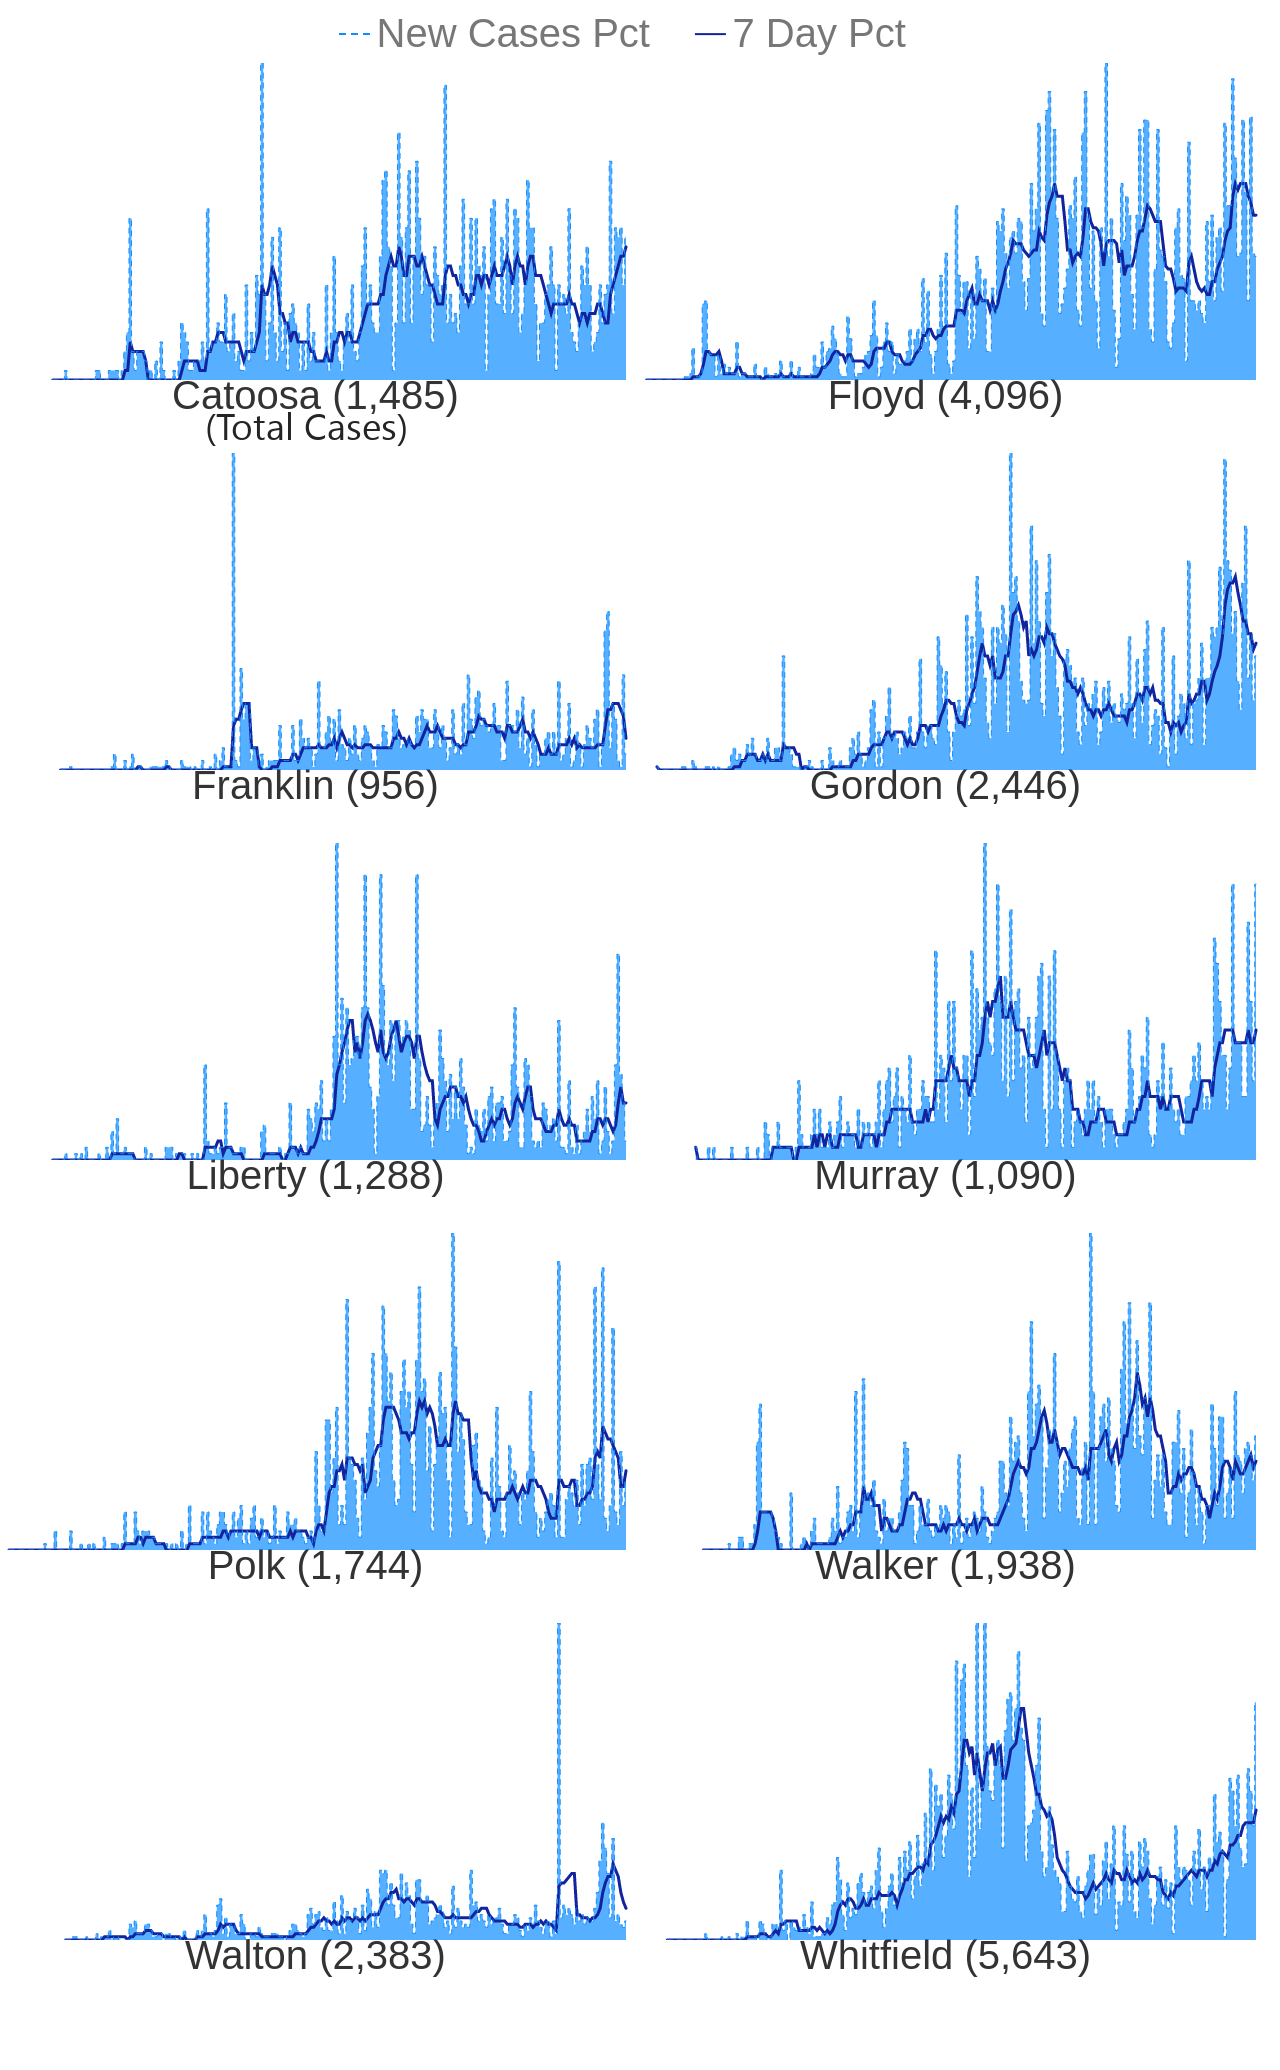 New Cases Pct 7 Day Pct
Catoosa (1,485) Floyd (4,096)
(Total Cases)
Franklin (956) Gordon (2,446)
Liberty (1,288) Murray (1,090)
Polk (1,744) Walker (1,938)
Walton (2,383) Whitfield (5,643)